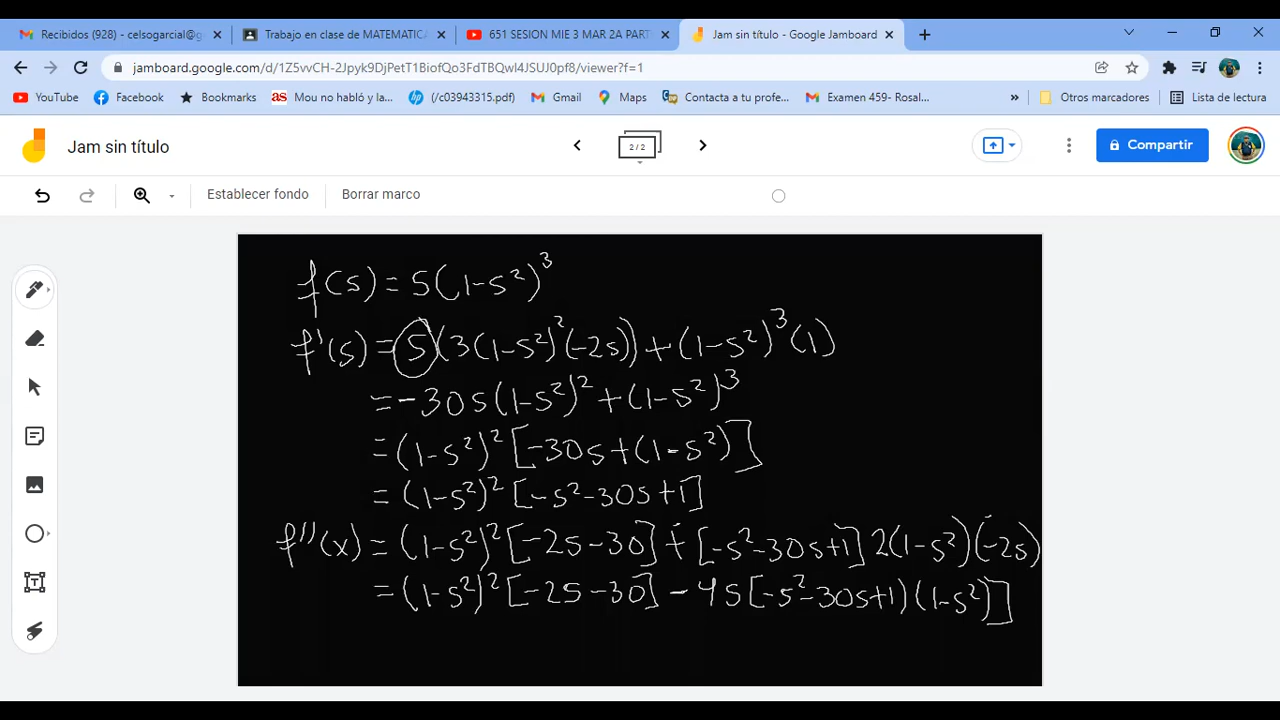 Recibidos (928) - celsogarcial@g
Trabajo en clase de MATEMATICA
651 SESION MIE 3 MAR 2A PART
Jam sin título - Google Jamboard
jamboard.google.com/d/1Z5vvCH-2Jpyk9DjPetT1BiofQo3FdTBQwI4JSUJ0pf8/viewer?f=1
YouTube
Facebook
Bookmarks
as Mou no habló y la...
(/c03943315.pdf)
Gmail
Maps
Contacta a tu profe...
Examen 459- Rosal...
»
Otros marcadores
Lista de lectura
Jam sin título
2 / 2
Compartir
Establecer fondo
Borrar marco
f(s) = s(1-s²)³
f'(s) = s(3(1-s²)²(-2s)) + (1-s²)³(1)
= -30s(1-s²)² + (1-s²)³
= (1-s²)² [-30s+(1-s²)]
= (1-s²)² [-s²-30s+1]
f''(x) = (1-s²)² [-2s-30] + [-s²-30s+1] 2(1-s²)(-2s)
= (1-s²)² [-2s-30] - 4s[-s²-30s+1)(1-s²)]